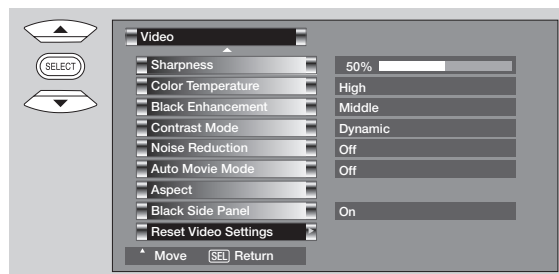 Video
SELECT
Sharpness 50%
Color Temperature High
Black Enhancement Middle
Contrast Mode Dynamic
Noise Reduction Off
Auto Movie Mode Off
Aspect
Black Side Panel On
Reset Video Settings
Move SEL Return